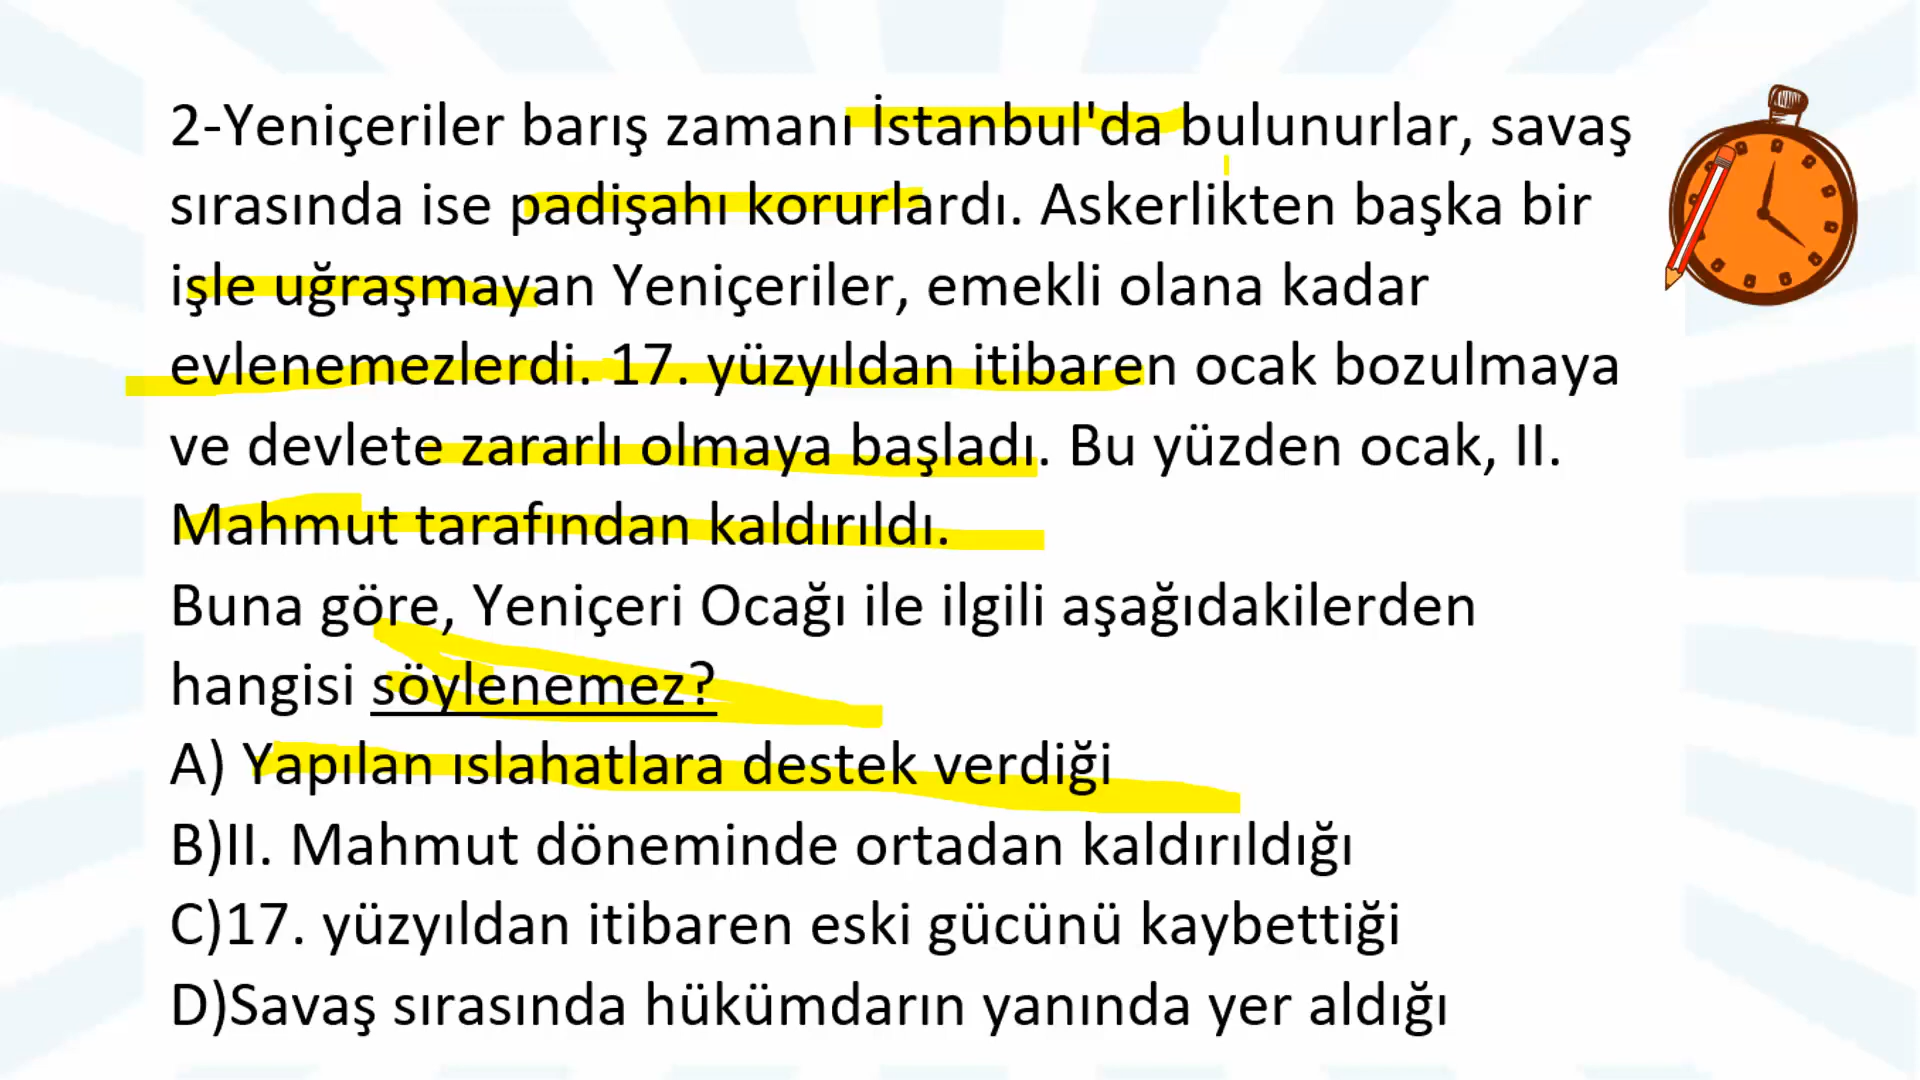 2-Yeniçeriler barış zamanı İstanbul'da bulunurlar, savaş
sırasında ise padişahı korurlardı. Askerlikten başka bir
işle uğraşmayan Yeniçeriler, emekli olana kadar
evlenemezlerdi. 17. yüzyıldan itibaren ocak bozulmaya
ve devlete zararlı olmaya başladı. Bu yüzden ocak, II.
Mahmut tarafından kaldırıldı.
Buna göre, Yeniçeri Ocağı ile ilgili aşağıdakilerden
hangisi söylenemez?
A) Yapılan ıslahatlara destek verdiği
B)II. Mahmut döneminde ortadan kaldırıldığı
C)17. yüzyıldan itibaren eski gücünü kaybettiği
D)Savaş sırasında hükümdarın yanında yer aldığı